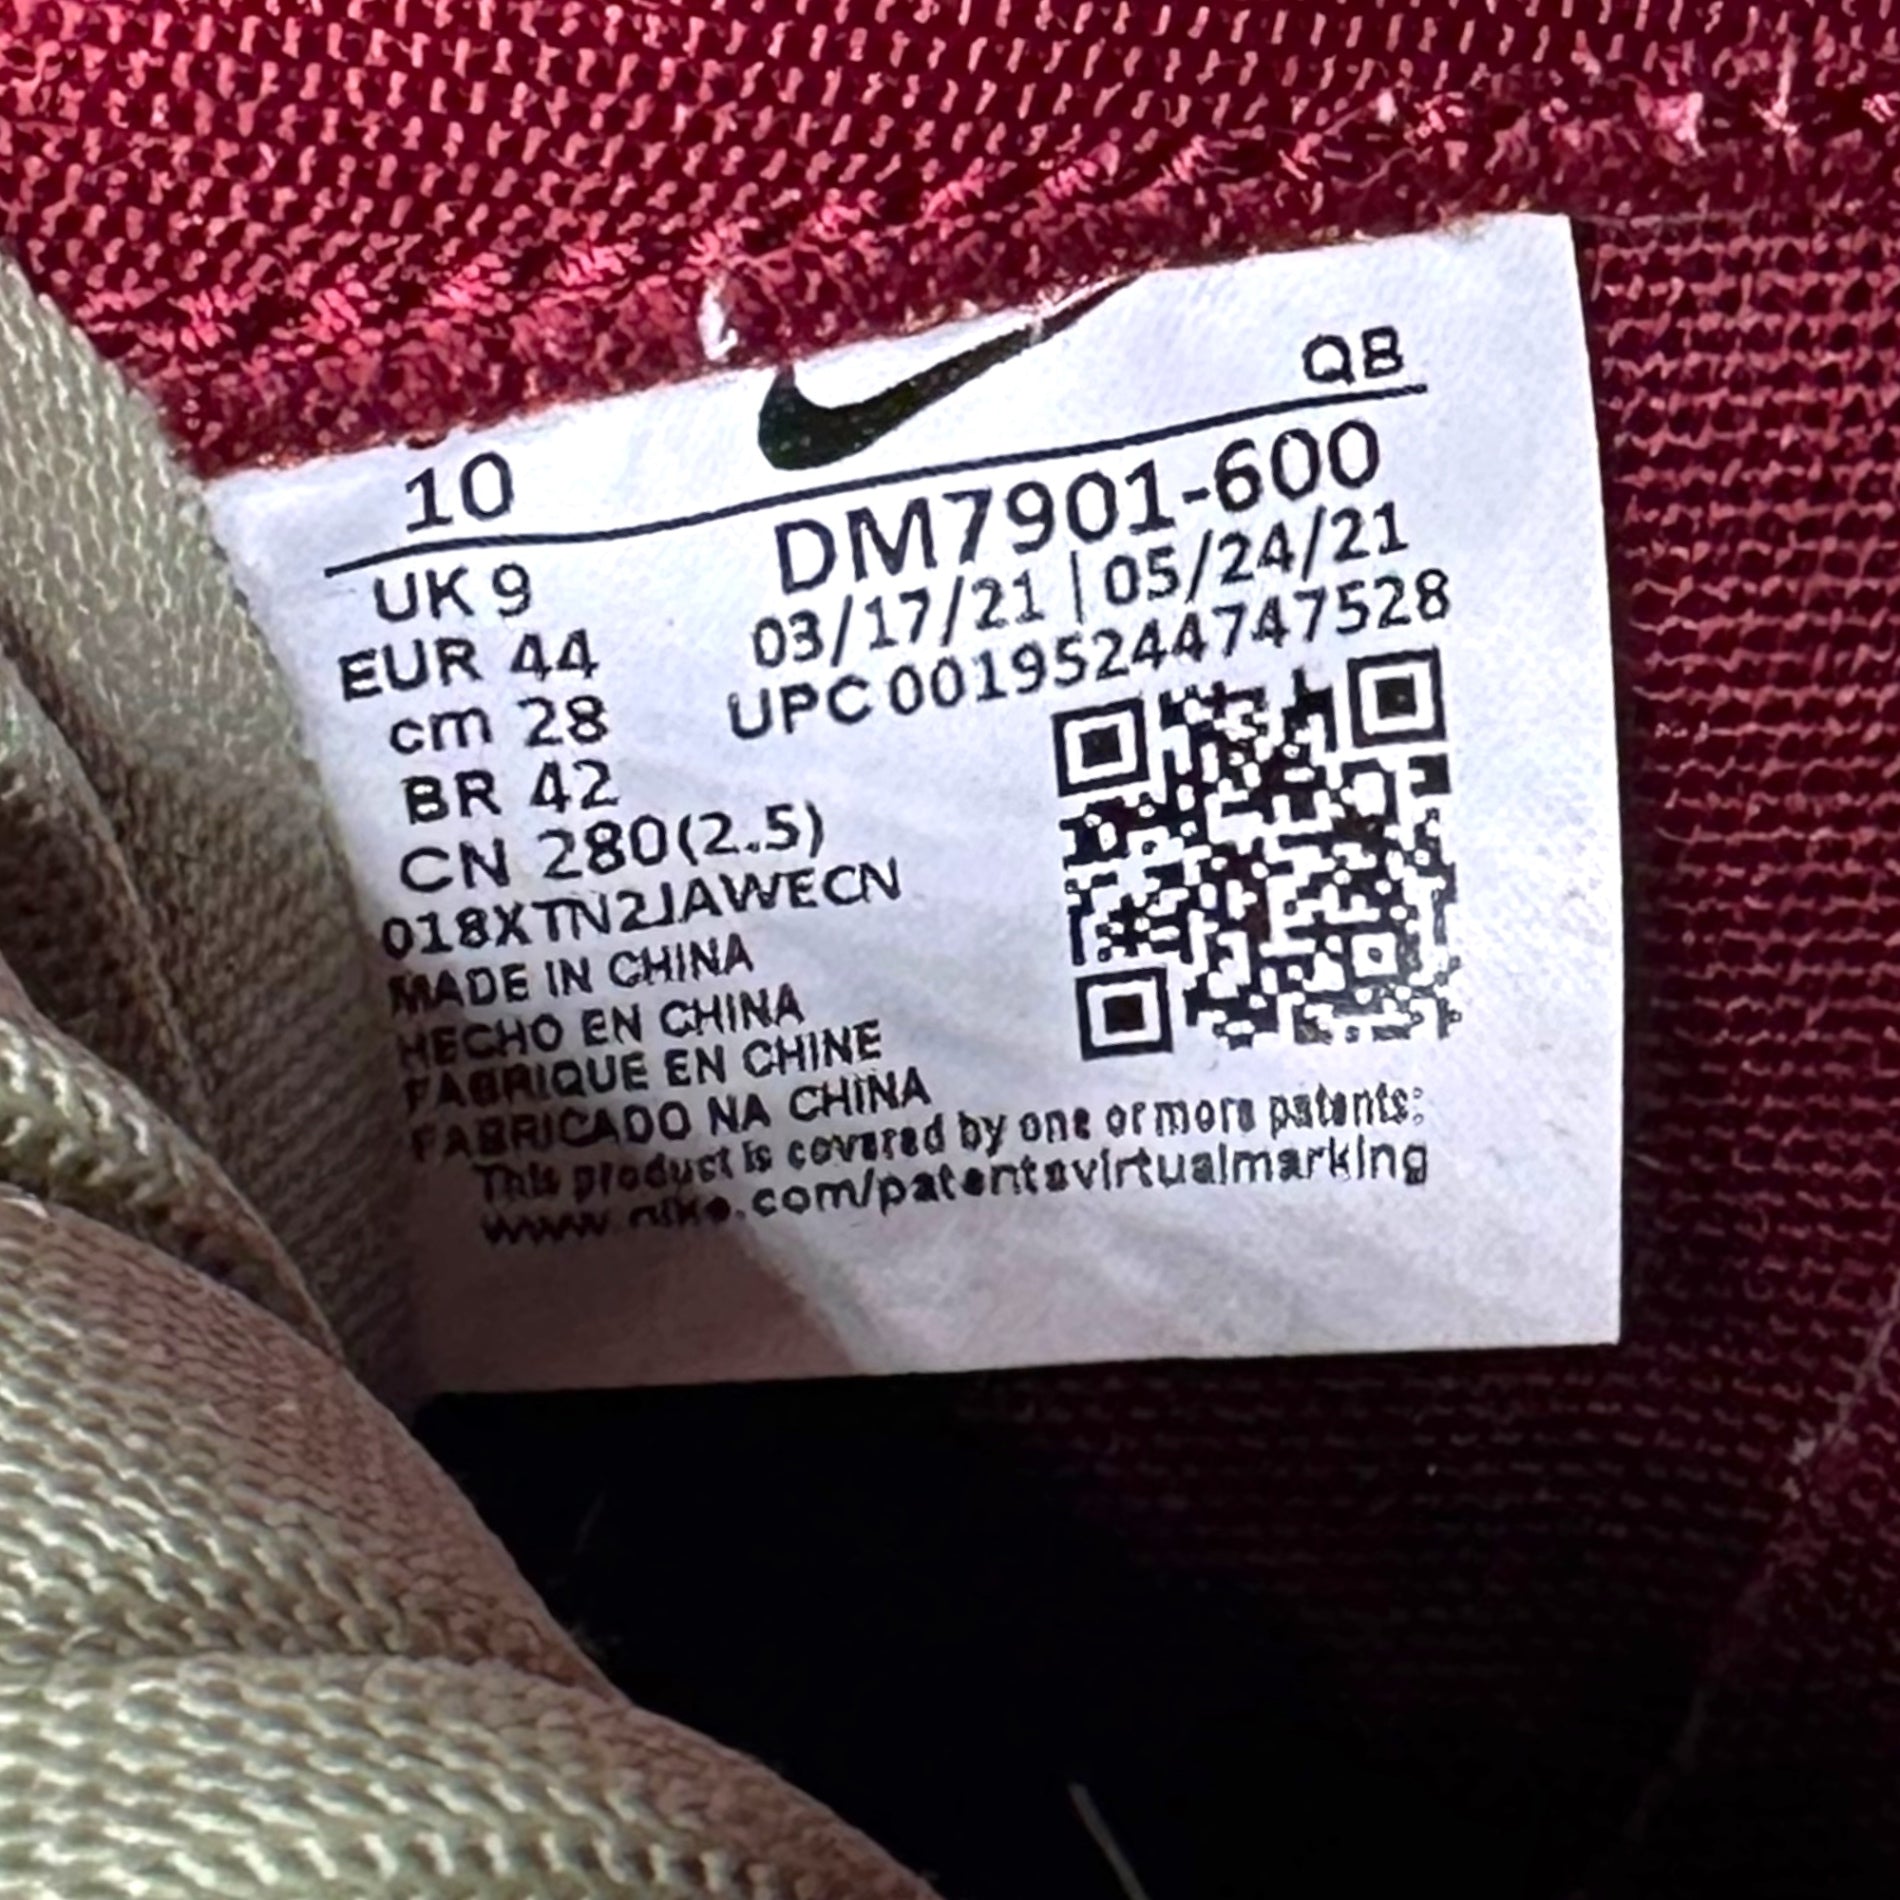 10 QB
DM7901-600
03/17/21 | 05/24/21
UPC 00195244747528
UK 9
EUR 44
cm 28
BR 42
CN 280(2.5)
018XTN2JAWECN
MADE IN CHINA
HECHO EN CHINA
FABRIQUE EN CHINE
FABRICADO NA CHINA
This product is covered by one or more patents:
www.nike.com/patentsvirtualmarking